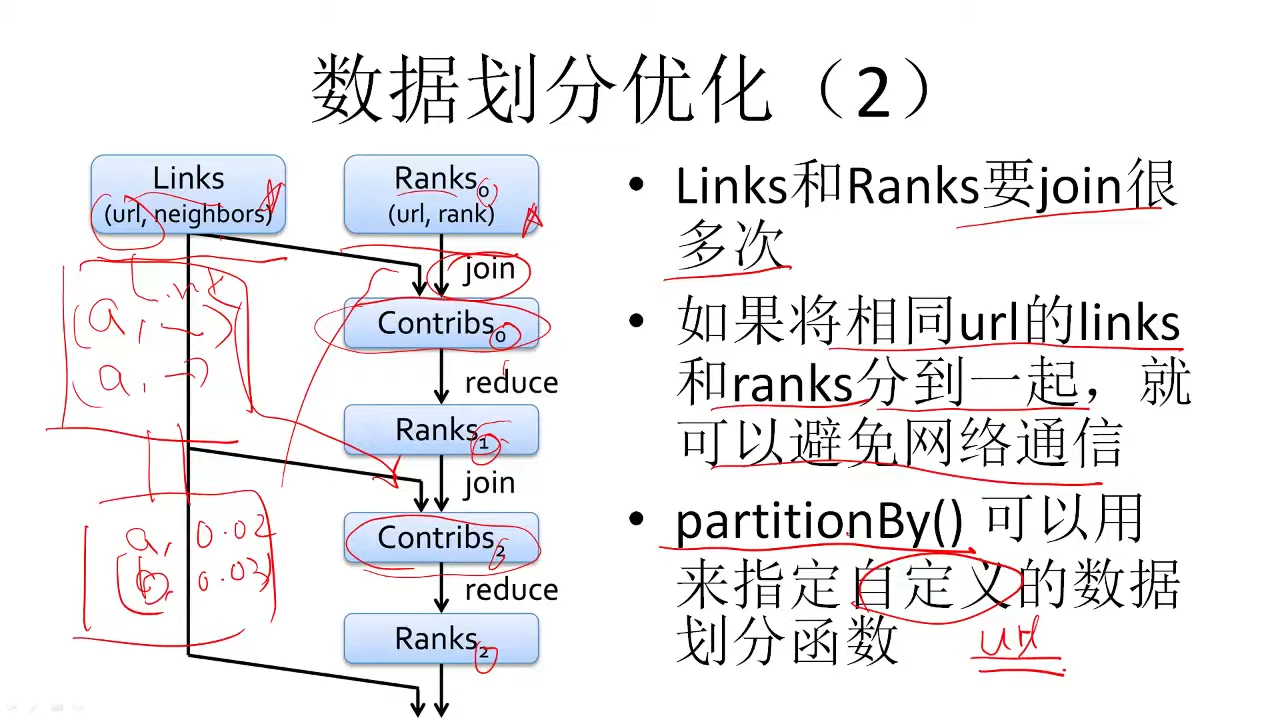 数据划分优化（2）
Links
(url, neighbors)
Ranks₀
(url, rank)
join
Contribs₀
reduce
Ranks₁
join
Contribs₂
reduce
Ranks₂
a,
a,
a, 0.02
0.03
• Links和Ranks要join很
多次
• 如果将相同url的links
和ranks分到一起，就
可以避免网络通信
• partitionBy() 可以用
来指定自定义的数据
划分函数
url